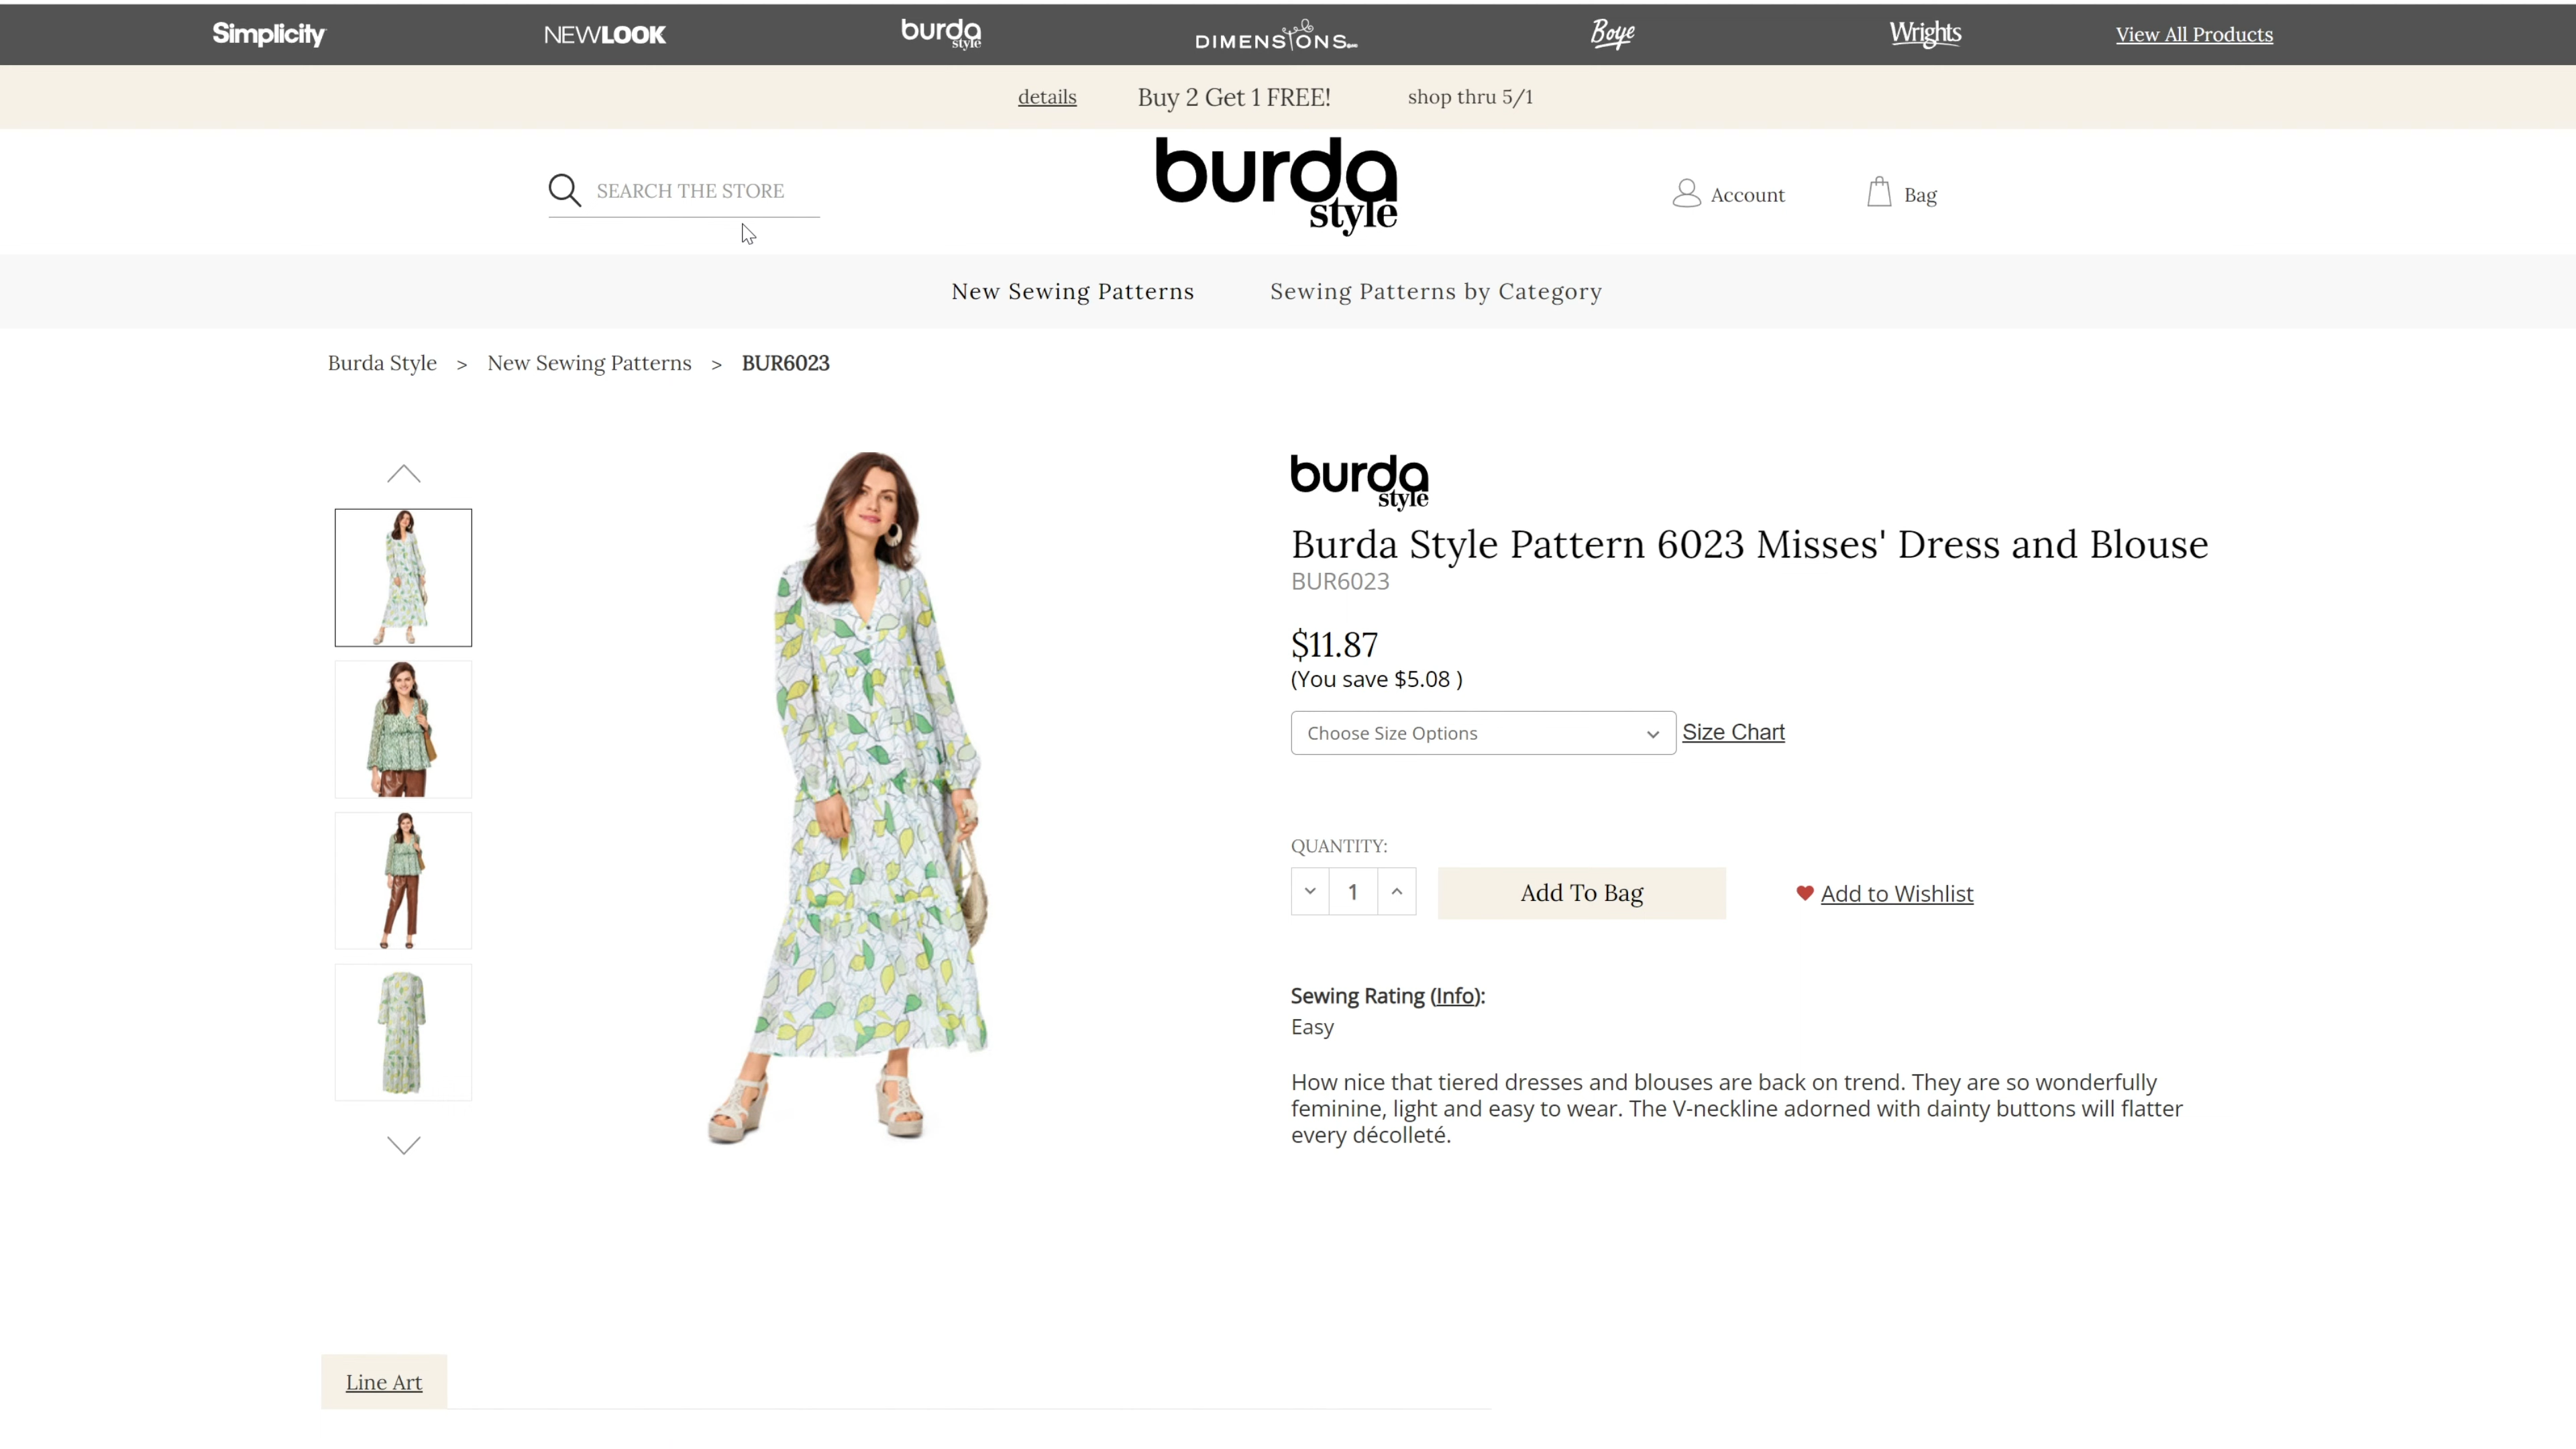 Simplicity
NEWLOOK
burda style
DIMENSIONS
Boye
Wrights
View All Products
details
Buy 2 Get 1 FREE!
shop thru 5/1
SEARCH THE STORE
burda
style
Account
Bag
New Sewing Patterns
Sewing Patterns by Category
Burda Style > New Sewing Patterns > BUR6023
burda
style
Burda Style Pattern 6023 Misses' Dress and Blouse
BUR6023
$11.87
(You save $5.08 )
Choose Size Options
Size Chart
QUANTITY:
1
Add To Bag
Add to Wishlist
Sewing Rating (Info):
Easy
How nice that tiered dresses and blouses are back on trend. They are so wonderfully
feminine, light and easy to wear. The V-neckline adorned with dainty buttons will flatter
every décolleté.
Line Art